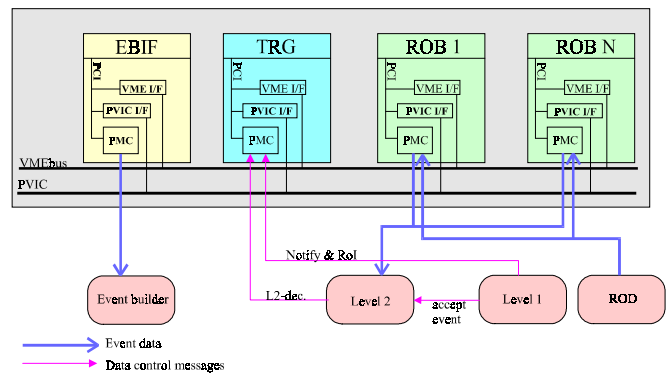 EBIF
TRG
ROB 1
ROB N
PCI
VME I/F
PVIC I/F
PMC
PCI
VME I/F
PVIC I/F
PMC
PCI
VME I/F
PVIC I/F
PMC
PCI
VME I/F
PVIC I/F
PMC
VMEbus
PVIC
Notify & RoI
Event builder
L2-dec.
Level 2
accept
event
Level 1
ROD
Event data
Data control messages